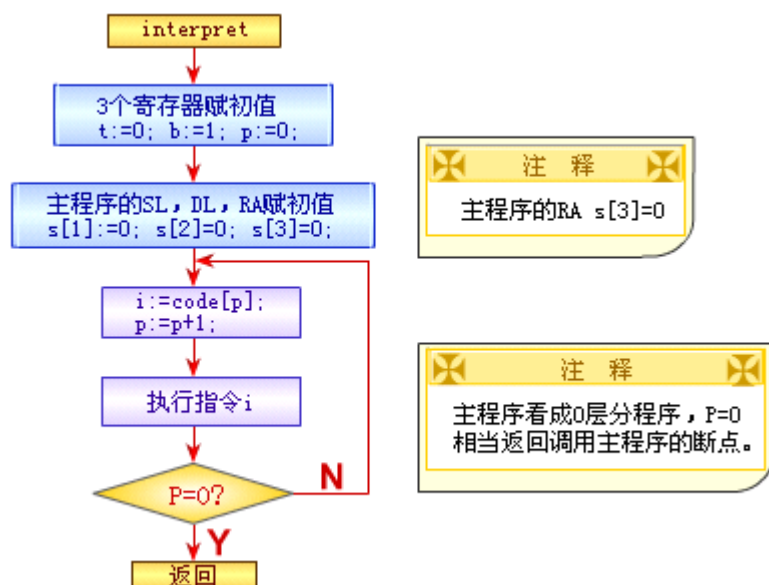 interpret
3个寄存器赋初值
t:=0; b:=1; p:=0;
主程序的SL，DL，RA赋初值
s[1]:=0; s[2]=0; s[3]=0;
i:=code[p];
p:=p+1;
执行指令i
P=0?
N
Y
返回
注 释
主程序的RA s[3]=0
注 释
主程序看成0层分程序，P=0
相当返回调用主程序的断点。